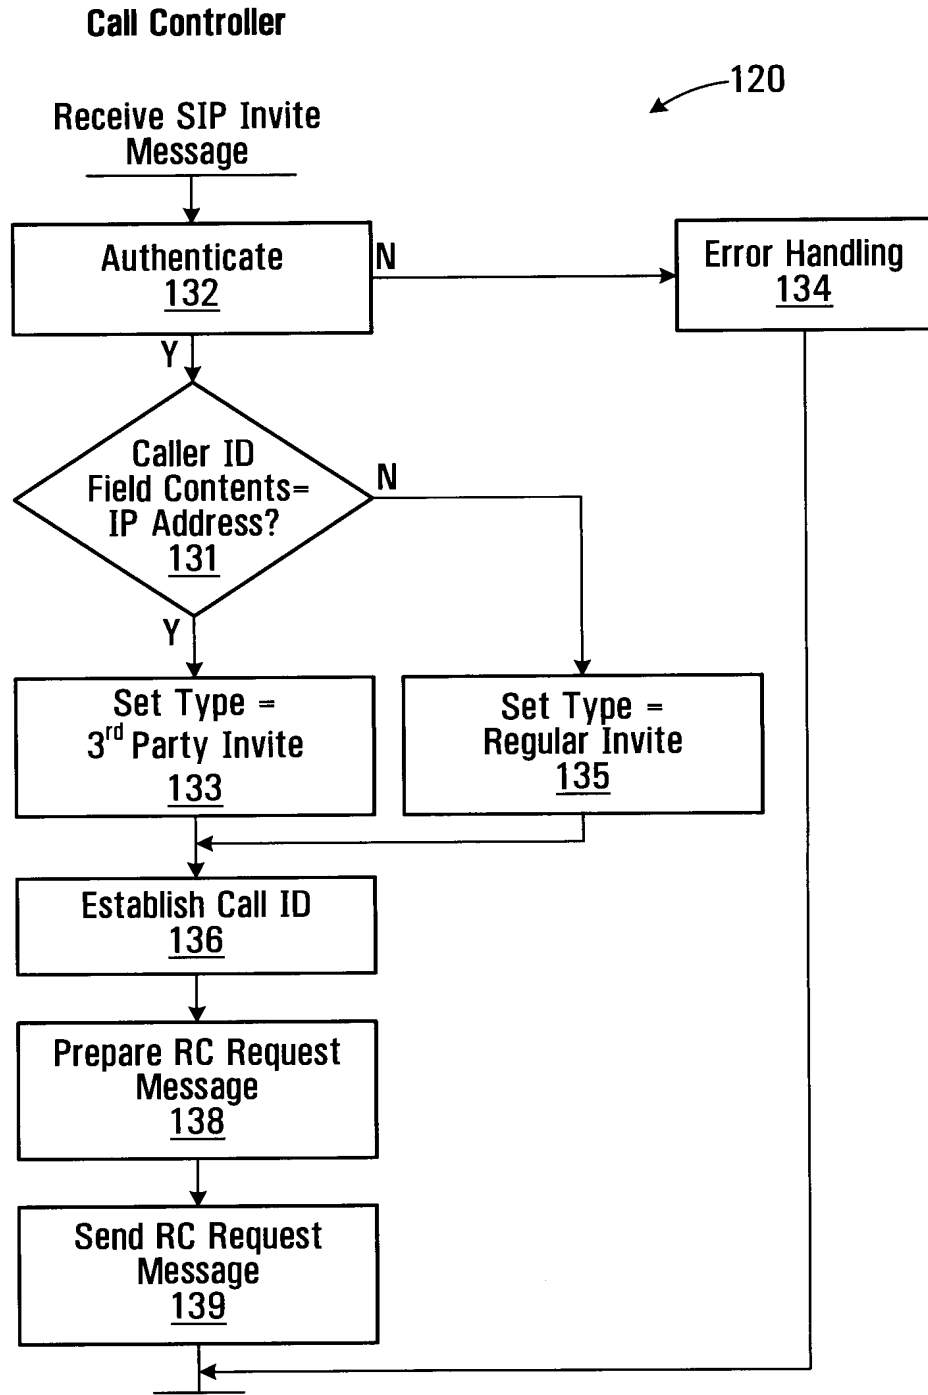 Call Controller
120
Receive SIP Invite
Message
Authenticate
132
N
Error Handling
134
Y
Caller ID
Field Contents=
IP Address?
131
N
Y
Set Type =
3rd Party Invite
133
Set Type =
Regular Invite
135
Establish Call ID
136
Prepare RC Request
Message
138
Send RC Request
Message
139